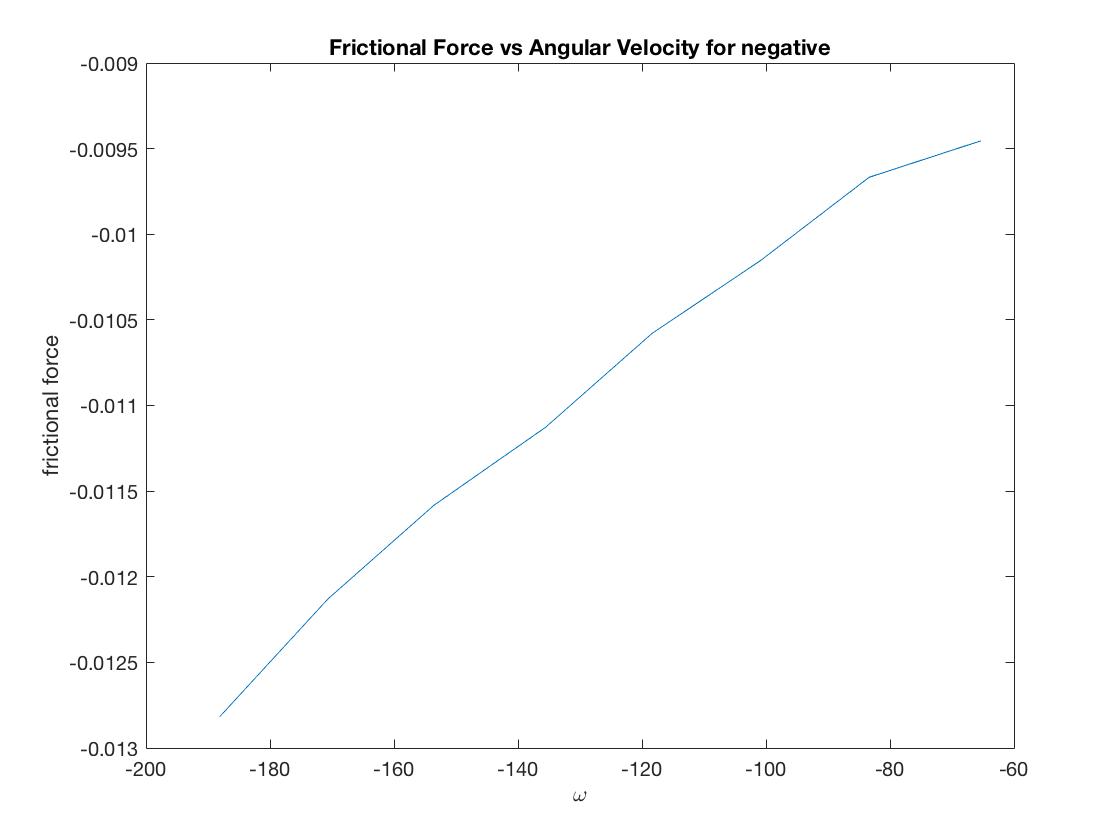 Frictional Force vs Angular Velocity for negative
-0.009
-0.0095
-0.01
-0.0105
-0.011
-0.0115
-0.012
-0.0125
-0.013
frictional force
-200 -180 -160 -140 -120 -100 -80 -60
ω